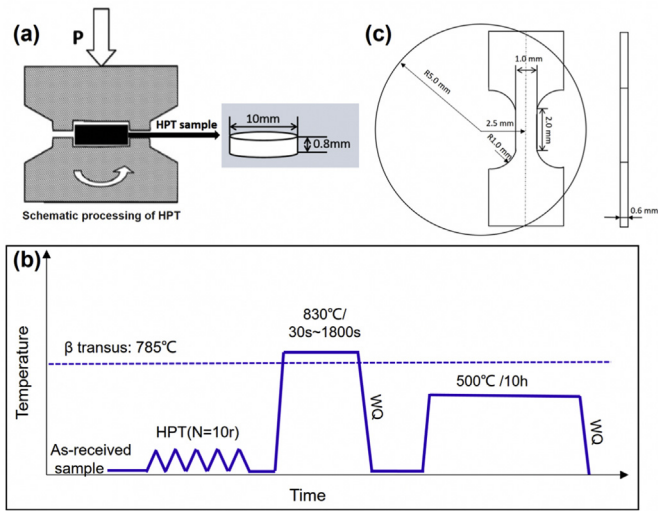 (a)
P
HPT sample
10mm
0.8mm
Schematic processing of HPT
(c)
1.0 mm
R5.0 mm
2.5 mm
2.0 mm
R1.0 mm
0.6 mm
(b)
Temperature
β transus: 785℃
830℃/
30s~1800s
WQ
500℃ /10h
WQ
HPT(N=10r)
As-received
sample
Time